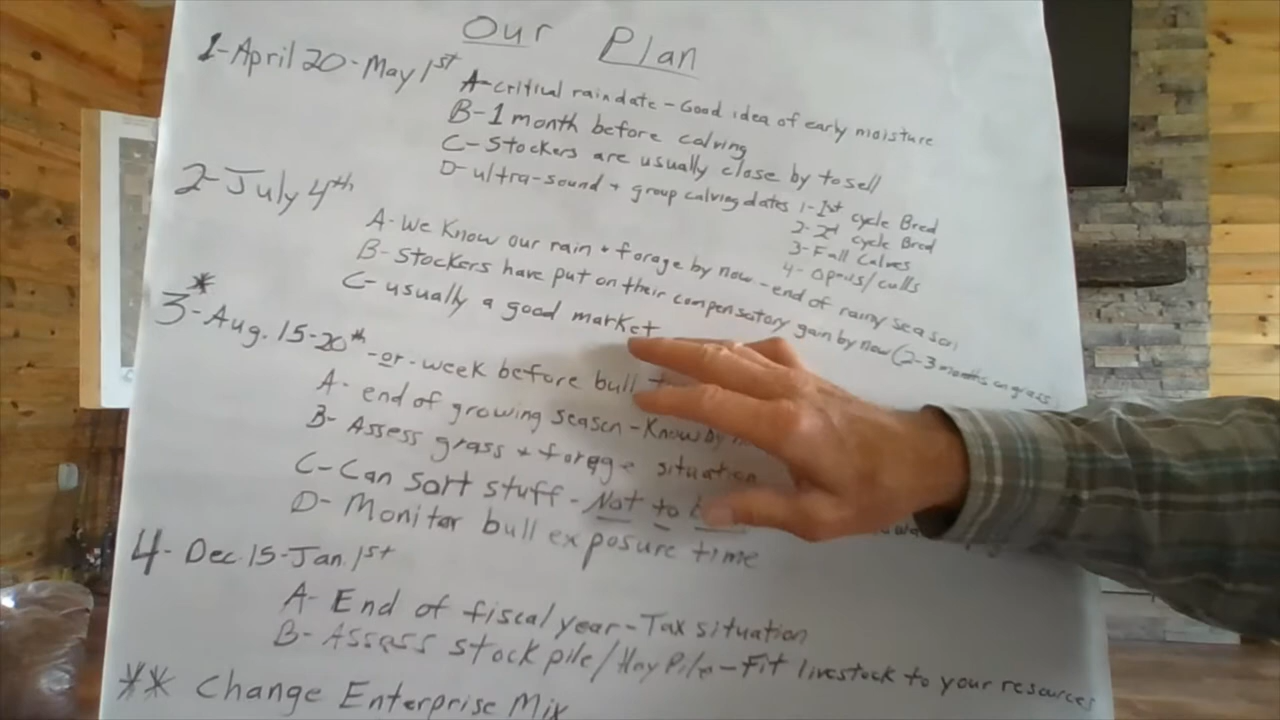 Our Plan
1-April 20-May 1st
A-critical rain date-Good idea of early moisture
B-1 month before calving
C-Stockers are usually close by to sell
D-ultra-sound + group calving dates 1-1st cycle Bred
2-2d cycle Bred
3-Fall Calves
4-Opens/culls
2-July 4th
A-We Know our rain + forage by now-end of rainy season
B-Stockers have put on their compensatory gain by now (2-3 months on grass)
C-usually a good market
*
3-Aug. 15-20th-or-week before bull
A-end of growing season-Know by
B-Assess grass + forage situation
C-Can sort stuff-Not to
D-Monitor bull exposure time
4-Dec.15-Jan.1st
A-End of fiscal year-Tax situation
B-Assess stock pile/Hay Pile-Fit livestock to your resources
** Change Enterprise Mix